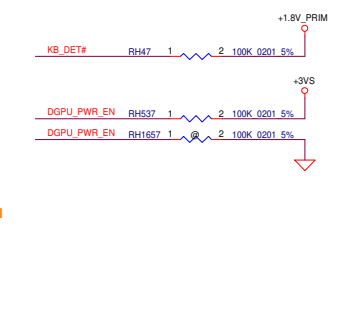 +1.8V_PRIM
KB_DET# RH47 1 2 100K_0201_5%
+3VS
DGPU_PWR_EN RH537 1 2 100K_0201_5%
DGPU_PWR_EN RH1657 1 @ 2 100K_0201_5%